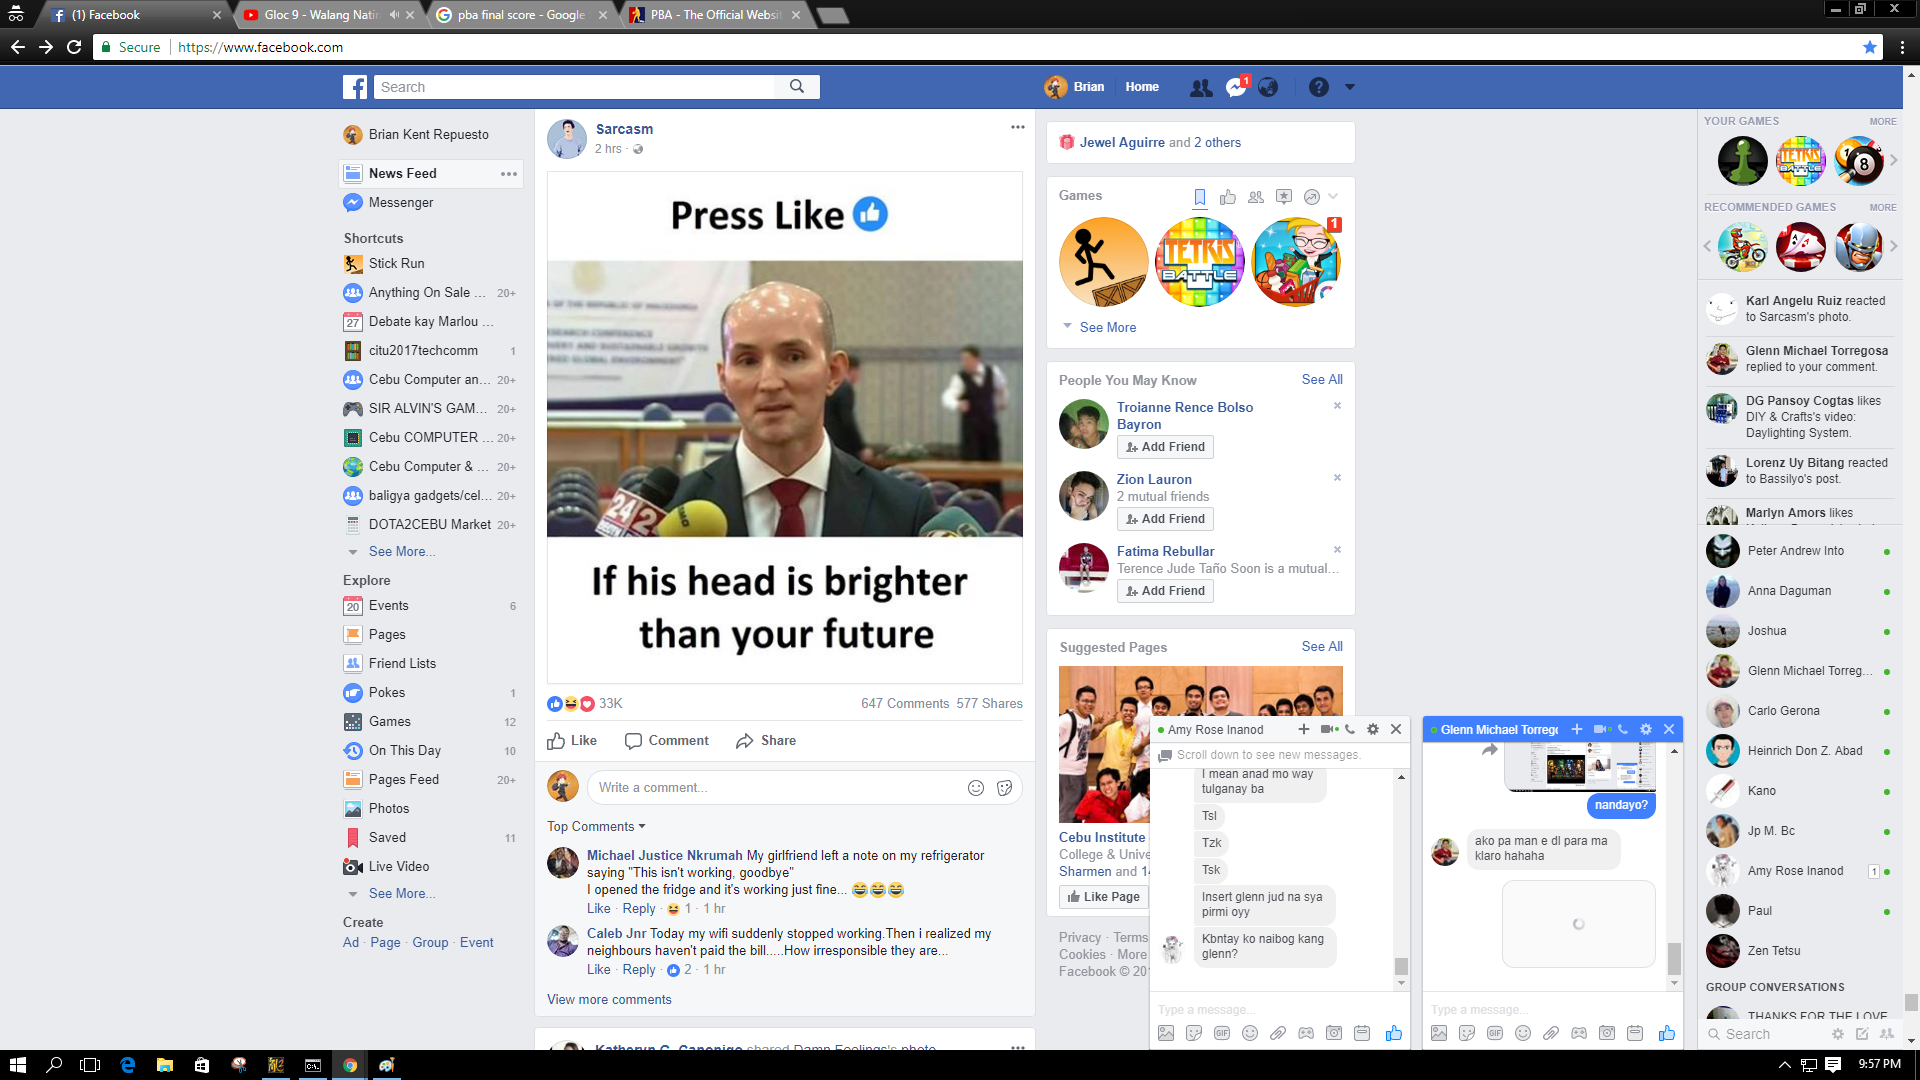 (1) Facebook
Gloc 9 - Walang Natin
pba final score - Google
PBA - The Official Websit
Secure
https://www.facebook.com
Search
Brian
Home
1
Brian Kent Repuesto
News Feed
Messenger
Shortcuts
Stick Run
Anything On Sale ... 20+
Debate kay Marlou ...
citu2017techcomm 1
Cebu Computer an... 20+
SIR ALVIN'S GAM... 20+
Cebu COMPUTER ... 20+
Cebu Computer & ... 20+
baligya gadgets/cel... 20+
DOTA2CEBU Market 20+
See More...
Explore
Events 6
Pages
Friend Lists
Pokes 1
Games 12
On This Day 10
Pages Feed 20+
Photos
Saved 11
Live Video
See More...
Create
Ad · Page · Group · Event
Sarcasm
2 hrs ·
Press Like
24 2
If his head is brighter
than your future
33K
647 Comments 577 Shares
Like Comment Share
Write a comment...
Top Comments
Michael Justice Nkrumah My girlfriend left a note on my refrigerator
saying "This isn't working, goodbye"
I opened the fridge and it's working just fine... 😂😂😂
Like · Reply · 1 · 1 hr
Caleb Jnr Today my wifi suddenly stopped working.Then i realized my
neighbours haven't paid the bill.....How irresponsible they are...
Like · Reply · 2 · 1 hr
View more comments
Katheryn C. Canonigo shared Damn Feelings's photo
Jewel Aguirre and 2 others
Games
TETRIS
BATTLE
1
See More
People You May Know See All
Troianne Rence Bolso
Bayron
Add Friend
Zion Lauron
2 mutual friends
Add Friend
Fatima Rebullar
Terence Jude Taño Soon is a mutual...
Add Friend
Suggested Pages See All
Cebu Institute
College & Unive
Sharmen and 1
Like Page
Privacy · Terms
Cookies · More
Facebook © 20
Amy Rose Inanod
Scroll down to see new messages.
I mean anad mo way
tulganay ba
Tsl
Tzk
Tsk
Insert glenn jud na sya
pirmi oyy
Kbntay ko naibog kang
glenn?
Type a message...
Glenn Michael Torrego
nandayo?
ako pa man e dl para ma
klaro hahaha
Type a message...
YOUR GAMES MORE
TETRIS
BATTLE
8
RECOMMENDED GAMES MORE
Karl Angelu Ruiz reacted
to Sarcasm's photo.
Glenn Michael Torregosa
replied to your comment.
DG Pansoy Cogtas likes
DIY & Crafts's video:
Daylighting System.
Lorenz Uy Bitang reacted
to Bassilyo's post.
Marlyn Amors likes
Peter Andrew Into
Anna Daguman
Joshua
Glenn Michael Torreg...
Carlo Gerona
Heinrich Don Z. Abad
Kano
Jp M. Bc
Amy Rose Inanod 1
Paul
Zen Tetsu
GROUP CONVERSATIONS
THANKS FOR THE LOVE
Search
9:57 PM